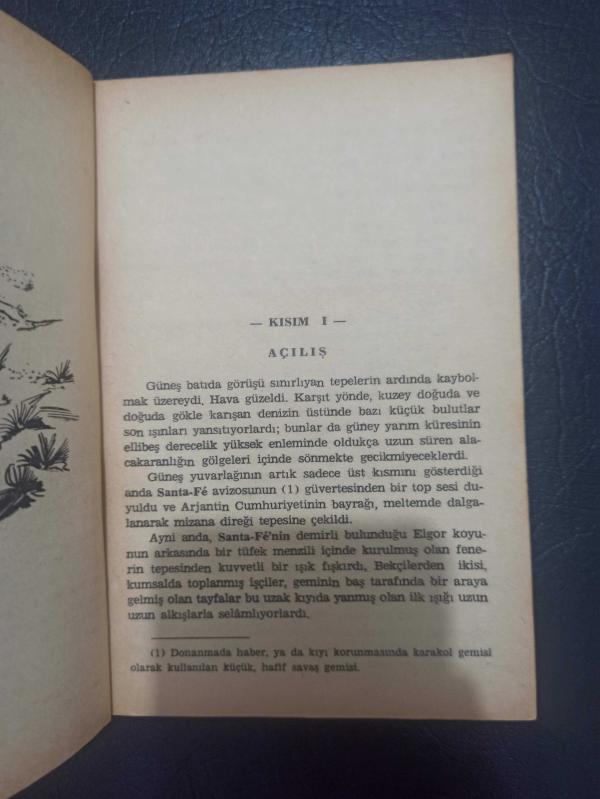 — KISIM I —
AÇILIŞ
Güneş batıda görüşü sınırlıyan tepelerin ardında kaybol-
mak üzereydi. Hava güzeldi. Karşıt yönde, kuzey doğuda ve
doğuda gökle karışan denizin üstünde bazı küçük bulutlar
son ışınları yansıtıyorlardı; bunlar da güney yarım küresinin
ellibeş derecelik yüksek enleminde oldukça uzun süren ala-
cakaranlığın gölgeleri içinde sönmekte gecikmiyeceklerdi.
Güneş yuvarlağının artık sadece üst kısmını gösterdiği
anda Santa-Fé avizosunun (1) güvertesinden bir top sesi du-
yuldu ve Arjantin Cumhuriyetinin bayrağı, meltemde dalga-
lanarak mizana direği tepesine çekildi.
Ayni anda, Santa-Fé'nin demirli bulunduğu Elgor koyu-
nun arkasında bir tüfek menzili içinde kurulmuş olan fene-
rin tepesinden kuvvetli bir ışık fışkırdı, Bekçilerden ikisi,
kumsalda toplanmış işçiler, geminin baş tarafında bir araya
gelmiş olan tayfalar bu uzak kıyıda yanmış olan ilk ışığı uzun
uzun alkışlarla selâmlıyorlardı.
(1) Donanmada haber, ya da kıyı korunmasında karakol gemisi
olarak kullanılan küçük, hafif savaş gemisi.